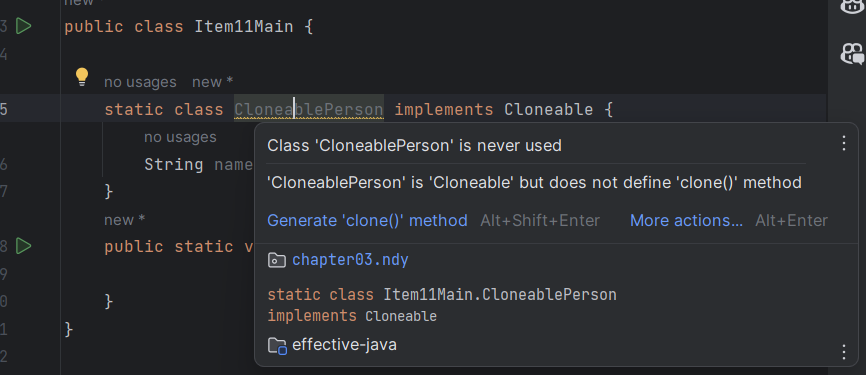 new *
3 public class Item11Main {
4
no usages new *
5 static class CloneablePerson implements Cloneable {
no usages
6 String name
7 }
new *
8 public static v
9
0 }
1 }
2
Class 'CloneablePerson' is never used
'CloneablePerson' is 'Cloneable' but does not define 'clone()' method
Generate 'clone()' method Alt+Shift+Enter More actions... Alt+Enter
chapter03.ndy
static class Item11Main.CloneablePerson
implements Cloneable
effective-java